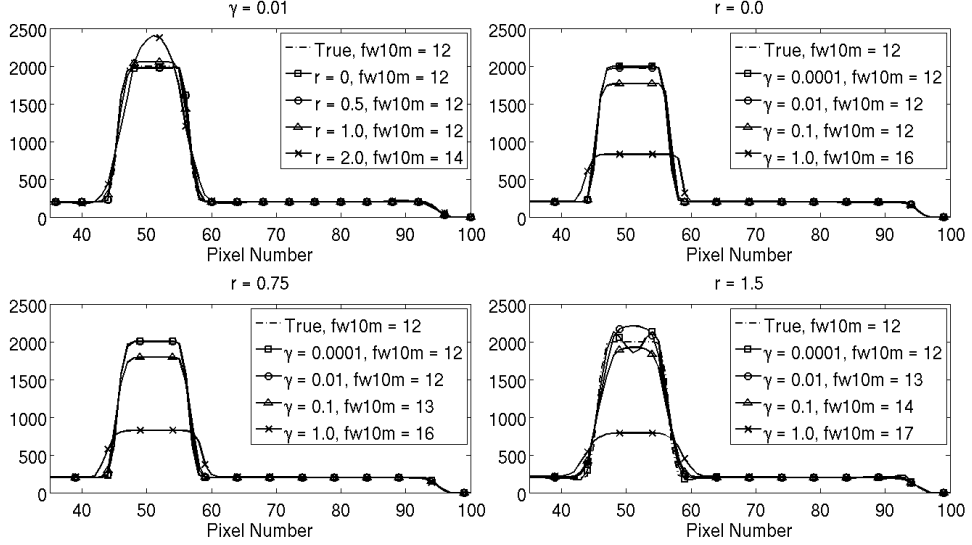 γ = 0.01
2500
2000
1500
1000
500
0
40 50 60 70 80 90 100
Pixel Number
True, fw10m = 12
r = 0, fw10m = 12
r = 0.5, fw10m = 12
r = 1.0, fw10m = 12
r = 2.0, fw10m = 14
r = 0.0
2500
2000
1500
1000
500
0
40 50 60 70 80 90 100
Pixel Number
True, fw10m = 12
γ = 0.0001, fw10m = 12
γ = 0.01, fw10m = 12
γ = 0.1, fw10m = 12
γ = 1.0, fw10m = 16
r = 0.75
2500
2000
1500
1000
500
0
40 50 60 70 80 90 100
Pixel Number
True, fw10m = 12
γ = 0.0001, fw10m = 12
γ = 0.01, fw10m = 12
γ = 0.1, fw10m = 13
γ = 1.0, fw10m = 16
r = 1.5
2500
2000
1500
1000
500
0
40 50 60 70 80 90 100
Pixel Number
True, fw10m = 12
γ = 0.0001, fw10m = 12
γ = 0.01, fw10m = 13
γ = 0.1, fw10m = 14
γ = 1.0, fw10m = 17